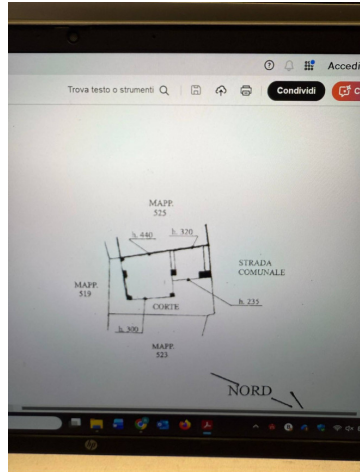 Accedi
Trova testo o strumenti
Condividi
MAPP.
525
h. 440
h. 320
STRADA
COMUNALE
MAPP.
519
h. 235
CORTE
h. 300
MAPP.
523
NORD
hp